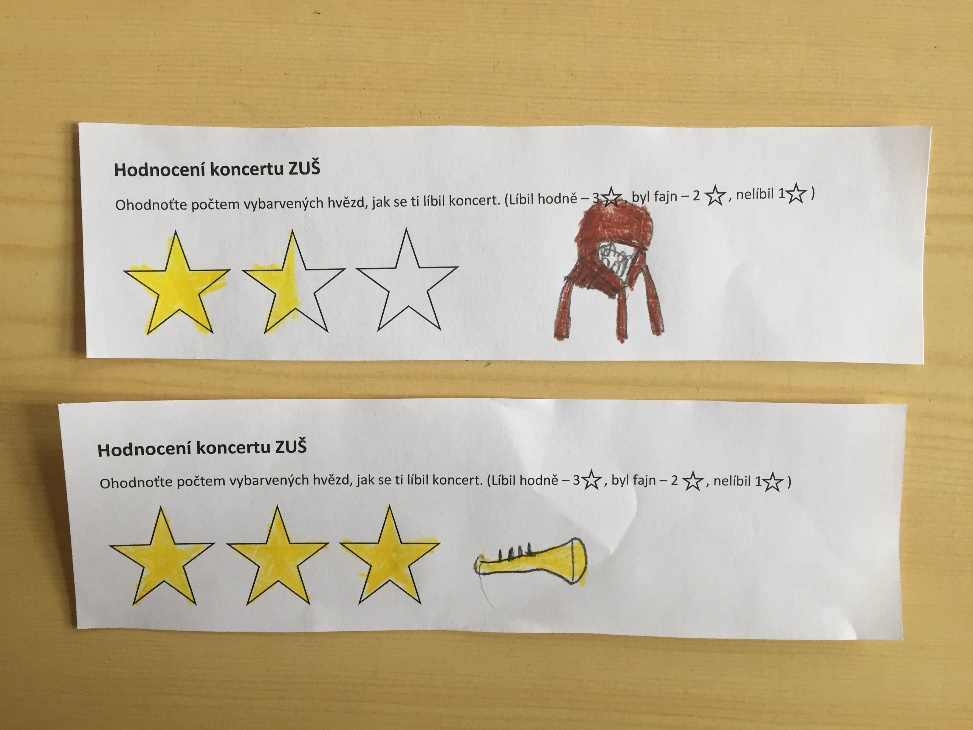 Hodnocení koncertu ZUŠ
Ohodnoťte počtem vybarvených hvězd, jak se ti líbil koncert. (Líbil hodně – 3☆, byl fajn – 2 ☆, nelíbil 1☆ )
Hodnocení koncertu ZUŠ
Ohodnoťte počtem vybarvených hvězd, jak se ti líbil koncert. (Líbil hodně – 3☆, byl fajn – 2 ☆, nelíbil 1☆ )